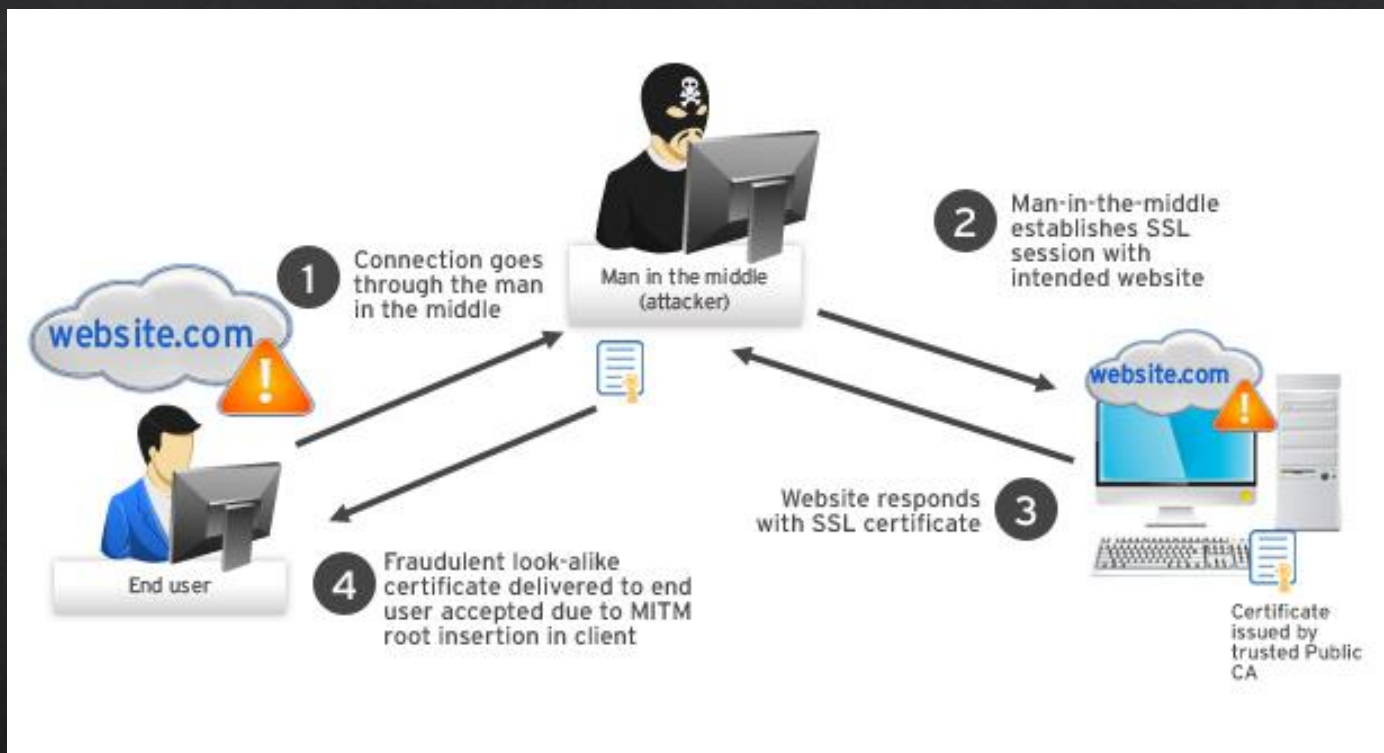 1
Connection goes
through the man
in the middle
website.com
Man in the middle
(attacker)
2
Man-in-the-middle
establishes SSL
session with
intended website
website.com
Website responds
with SSL certificate
3
End user
4
Fraudulent look-alike
certificate delivered to end
user accepted due to MITM
root insertion in client
Certificate
issued by
trusted Public
CA